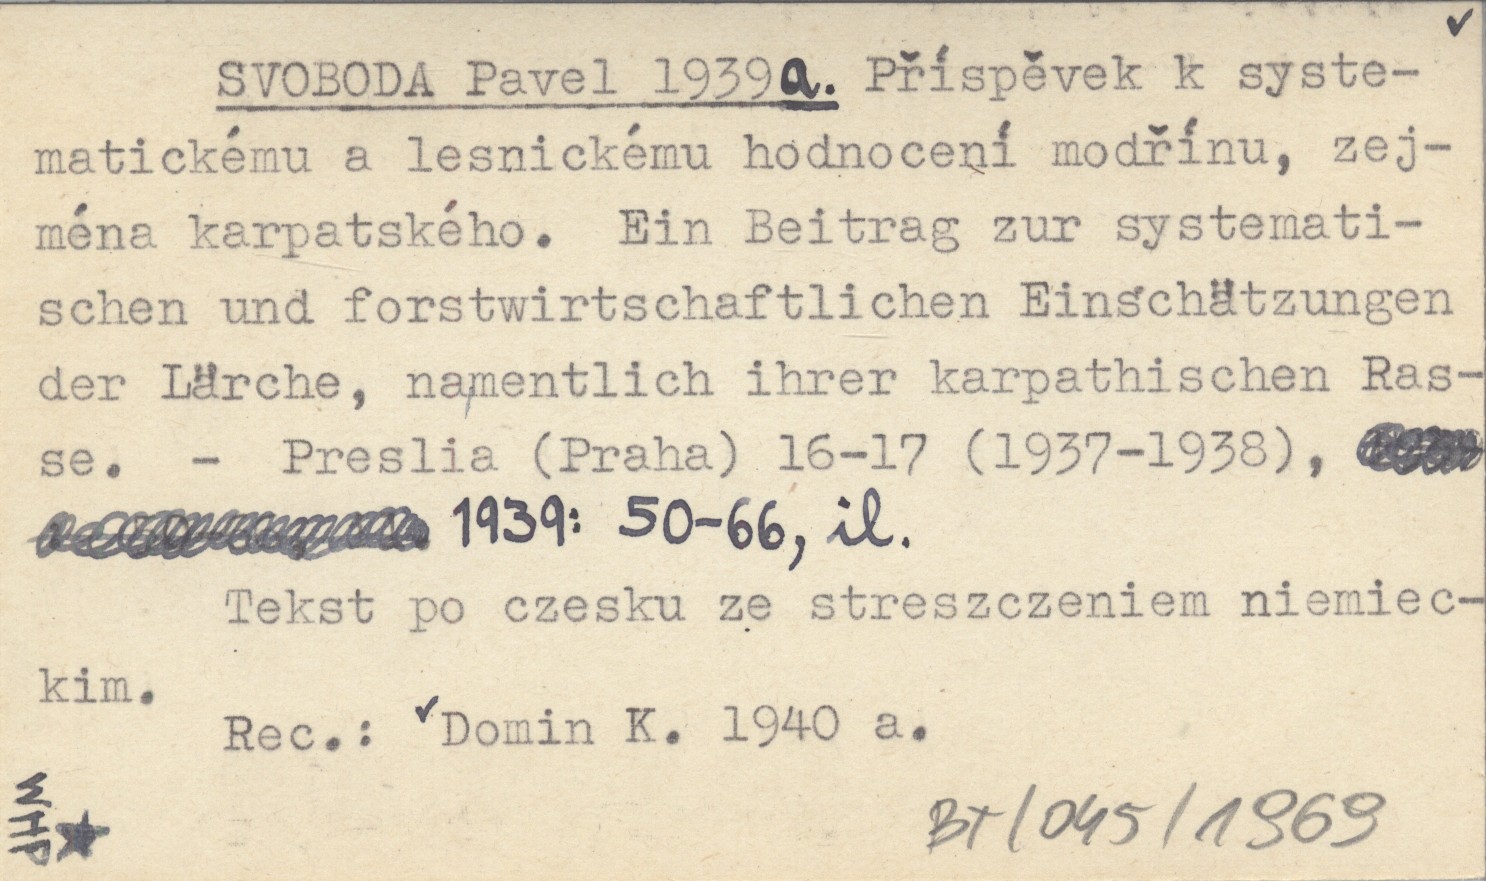 SVOBODA Pavel 1939a. Příspěvek k syste-
matickému a lesnickému hodnocení modřínu, zej-
ména karpatského. Ein Beitrag zur systemati-
schen und forstwirtschaftlichen Einschätzungen
der Lärche, namentlich ihrer karpathischen Ras-
se. - Preslia (Praha) 16-17 (1937-1938),
1939: 50-66, il.
Tekst po czesku ze streszczeniem niemiec-
kim.
Rec.: ✓Domin K. 1940 a.
BT/045/1969